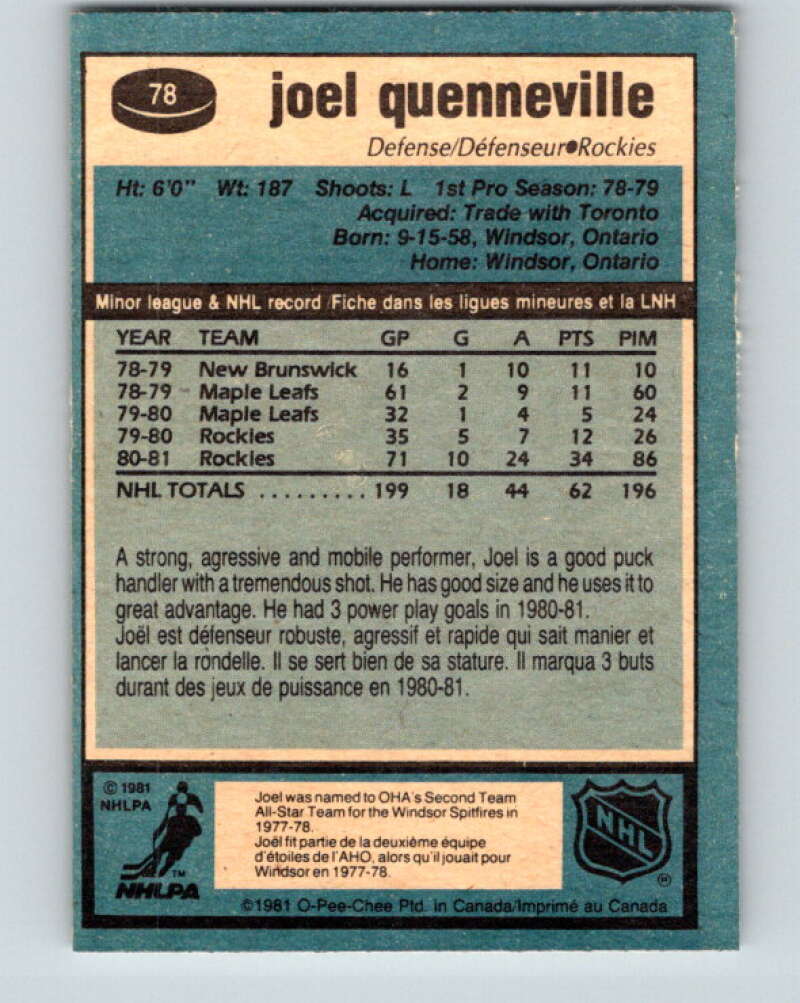 78
joel quenneville
Defense/Défenseur●Rockies
Ht: 6'0" Wt: 187 Shoots: L 1st Pro Season: 78-79
Acquired: Trade with Toronto
Born: 9-15-58, Windsor, Ontario
Home: Windsor, Ontario
Minor league & NHL record/Fiche dans les ligues mineures et la LNH
YEAR TEAM GP G A PTS PIM
78-79 New Brunswick 16 1 10 11 10
78-79 Maple Leafs 61 2 9 11 60
79-80 Maple Leafs 32 1 4 5 24
79-80 Rockies 35 5 7 12 26
80-81 Rockies 71 10 24 34 86
NHL TOTALS ......... 199 18 44 62 196
A strong, agressive and mobile performer, Joel is a good puck
handler with a tremendous shot. He has good size and he uses it to
great advantage. He had 3 power play goals in 1980-81.
Joël est défenseur robuste, agressif et rapide qui sait manier et
lancer la rondelle. Il se sert bien de sa stature. Il marqua 3 buts
durant des jeux de puissance en 1980-81.
© 1981
NHLPA
TM
NHLPA
Joel was named to OHA's Second Team
All-Star Team for the Windsor Spitfires in
1977-78.
Joël fit partie de la deuxième équipe
d'étoiles de l'AHO, alors qu'il jouait pour
Windsor en 1977-78.
NHL
®
©1981 O-Pee-Chee Ptd. in Canada/Imprimé au Canada